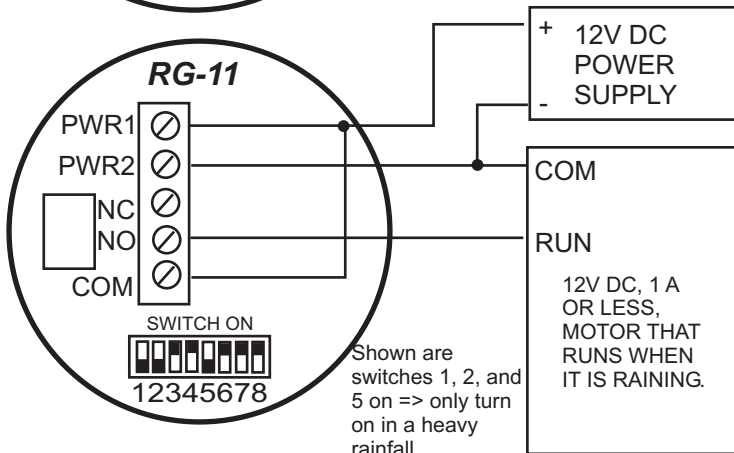 RG-11
PWR1
PWR2
NC
NO
COM
SWITCH ON
12345678
Shown are
switches 1, 2, and
5 on => only turn
on in a heavy
rainfall
+ 12V DC
POWER
- SUPPLY
COM
RUN
12V DC, 1 A
OR LESS,
MOTOR THAT
RUNS WHEN
IT IS RAINING.